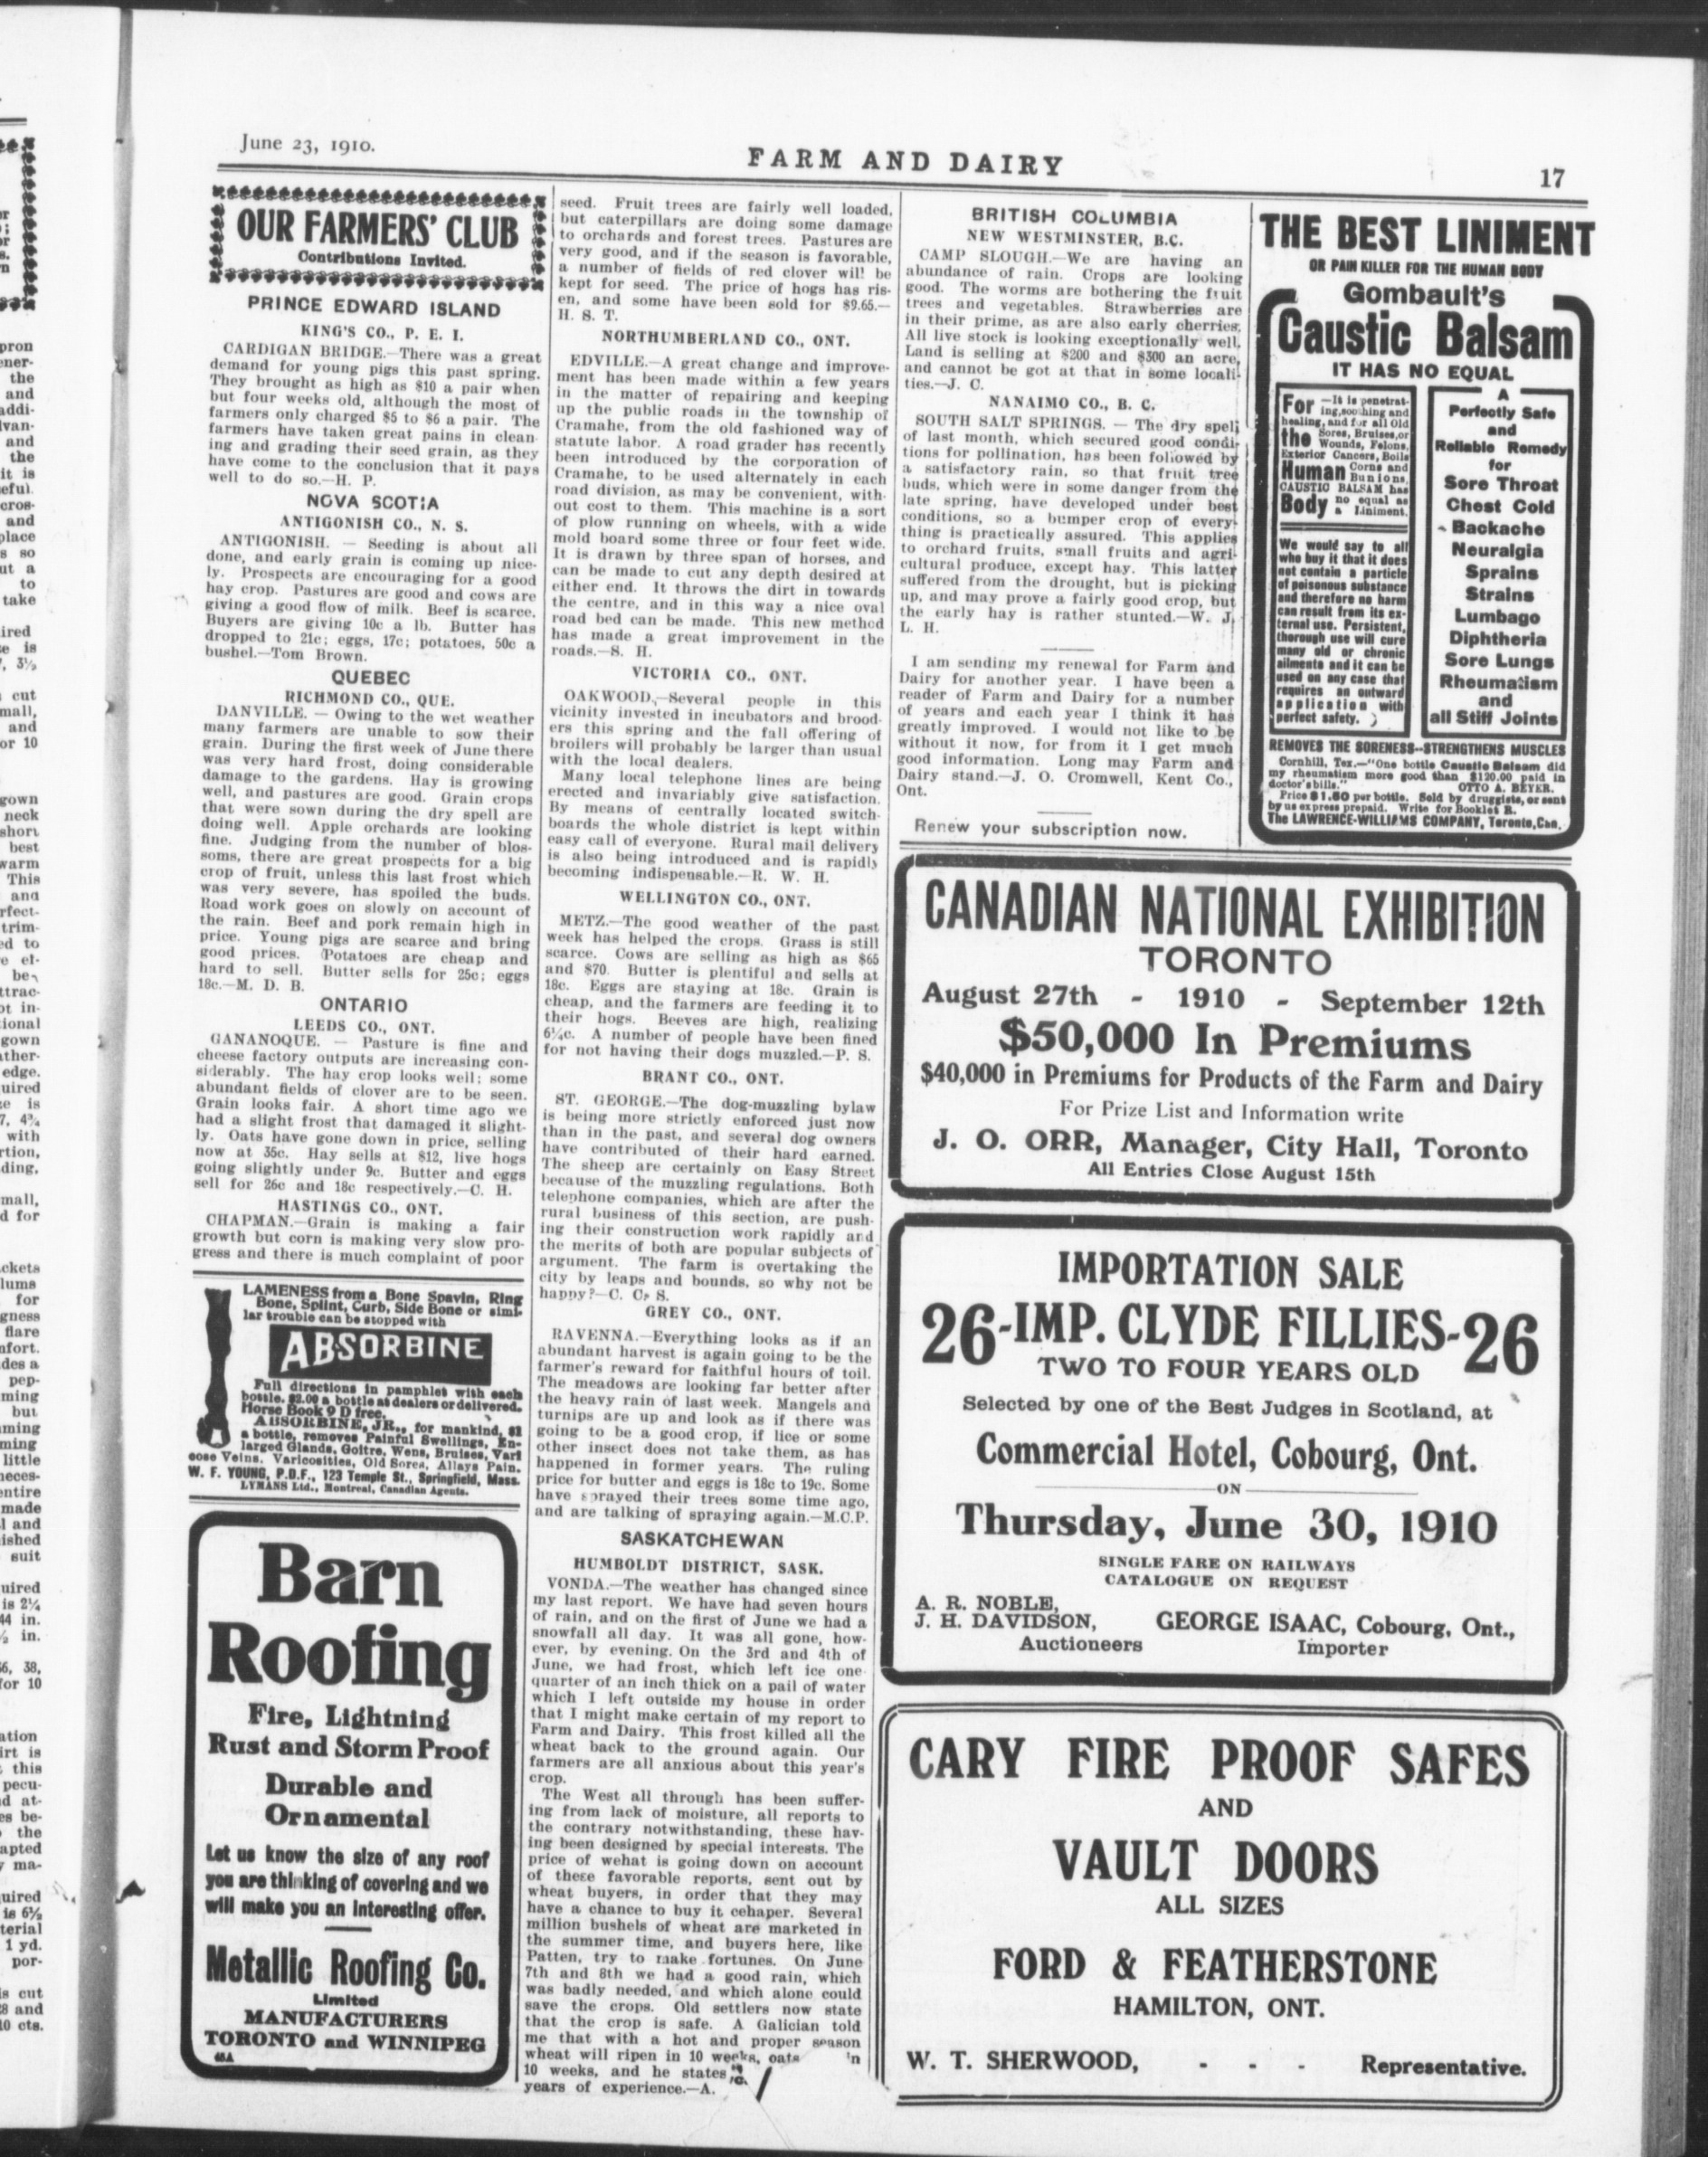 June 23, 1910.
FARM AND DAIRY
17
OUR FARMERS' CLUB
Contributions Invited.
PRINCE EDWARD ISLAND
KING'S CO., P. E. I.
CARDIGAN BRIDGE.—There was a great
demand for young pigs this past spring.
They brought as high as $10 a pair when
but four weeks old, although the most of
farmers only charged $5 to $6 a pair. The
farmers have taken great pains in clean-
ing and grading their seed grain, as they
have come to the conclusion that it pays
well to do so.—H. P.
NOVA SCOTIA
ANTIGONISH CO., N. S.
ANTIGONISH. — Seeding is about all
done, and early grain is coming up nice-
ly. Prospects are encouraging for a good
hay crop. Pastures are good and cows are
giving a good flow of milk. Beef is scarce.
Buyers are giving 10c a lb. Butter has
dropped to 21c; eggs, 17c; potatoes, 50c a
bushel.—Tom Brown.
QUEBEC
RICHMOND CO., QUE.
DANVILLE. — Owing to the wet weather
many farmers are unable to sow their
grain. During the first week of June there
was very hard frost, doing considerable
damage to the gardens. Hay is growing
well, and pastures are good. Grain crops
that were sown during the dry spell are
doing well. Apple orchards are looking
fine. Judging from the number of blos-
soms, there are great prospects for a big
crop of fruit, unless this last frost which
was very severe, has spoiled the buds.
Road work goes on slowly on account of
the rain. Beef and pork remain high in
price. Young pigs are scarce and bring
good prices. Potatoes are cheap and
hard to sell. Butter sells for 25c; eggs
18c.—M. D. B.
ONTARIO
LEEDS CO., ONT.
GANANOQUE. — Pasture is fine and
cheese factory outputs are increasing con-
siderably. The hay crop looks well; some
abundant fields of clover are to be seen.
Grain looks fair. A short time ago we
had a slight frost that damaged it slight-
ly. Oats have gone down in price, selling
now at 35c. Hay sells at $12, live hogs
going slightly under 9c. Butter and eggs
sell for 26c and 18c respectively.—C. H.
HASTINGS CO., ONT.
CHAPMAN.—Grain is making a fair
growth but corn is making very slow pro-
gress and there is much complaint of poor
LAMENESS from a Bone Spavin, Ring
Bone, Splint, Curb, Side Bone or simi-
lar trouble can be stopped with
ABSORBINE
Full directions in pamphlet with each
bottle. $2.00 a bottle at dealers or delivered.
Horse Book 9 D free.
ABSORBINE, JR., for mankind, $1
a bottle, removes Painful Swellings, En-
larged Glands, Goitre, Wens, Bruises, Vari
cose Veins, Varicosities, Old Sores, Allays Pain.
W. F. YOUNG, P.D.F., 123 Temple St., Springfield, Mass.
LYMANS Ltd., Montreal, Canadian Agents.
Barn
Roofing
Fire, Lightning
Rust and Storm Proof
Durable and
Ornamental
Let us know the size of any roof
you are thinking of covering and we
will make you an interesting offer.
Metallic Roofing Co.
Limited
MANUFACTURERS
TORONTO and WINNIPEG
seed. Fruit trees are fairly well loaded,
but caterpillars are doing some damage
to orchards and forest trees. Pastures are
very good, and if the season is favorable,
a number of fields of red clover will be
kept for seed. The price of hogs has ris-
en, and some have been sold for $9.65.—
H. S. T.
NORTHUMBERLAND CO., ONT.
EDVILLE.—A great change and improve-
ment has been made within a few years
in the matter of repairing and keeping
up the public roads in the township of
Cramahe, from the old fashioned way of
statute labor. A road grader has recently
been introduced by the corporation of
Cramahe, to be used alternately in each
road division, as may be convenient, with-
out cost to them. This machine is a sort
of plow running on wheels, with a wide
mold board some three or four feet wide.
It is drawn by three span of horses, and
can be made to cut any depth desired at
either end. It throws the dirt in towards
the centre, and in this way a nice oval
road bed can be made. This new method
has made a great improvement in the
roads.—S. H.
VICTORIA CO., ONT.
OAKWOOD.—Several people in this
vicinity invested in incubators and brood-
ers this spring and the fall offering of
broilers will probably be larger than usual
with the local dealers.
Many local telephone lines are being
erected and invariably give satisfaction.
By means of centrally located switch-
boards the whole district is kept within
easy call of everyone. Rural mail delivery
is also being introduced and is rapidly
becoming indispensable.—R. W. H.
WELLINGTON CO., ONT.
METZ.—The good weather of the past
week has helped the crops. Grass is still
scarce. Cows are selling as high as $65
and $70. Butter is plentiful and sells at
18c. Eggs are staying at 18c. Grain is
cheap, and the farmers are feeding it to
their hogs. Beeves are high, realizing
6¼c. A number of people have been fined
for not having their dogs muzzled.—P. S.
BRANT CO., ONT.
ST. GEORGE.—The dog-muzzling bylaw
is being more strictly enforced just now
than in the past, and several dog owners
have contributed of their hard earned.
The sheep are certainly on Easy Street
because of the muzzling regulations. Both
telephone companies, which are after the
rural business of this section, are push-
ing their construction work rapidly and
the merits of both are popular subjects of
argument. The farm is overtaking the
city by leaps and bounds, so why not be
happy?—C. C. S.
GREY CO., ONT.
RAVENNA.—Everything looks as if an
abundant harvest is again going to be the
farmer's reward for faithful hours of toil.
The meadows are looking far better after
the heavy rain of last week. Mangels and
turnips are up and look as if there was
going to be a good crop, if lice or some
other insect does not take them, as has
happened in former years. The ruling
price for butter and eggs is 18c to 19c. Some
have sprayed their trees some time ago,
and are talking of spraying again.—M.C.P.
SASKATCHEWAN
HUMBOLDT DISTRICT, SASK.
VONDA.—The weather has changed since
my last report. We have had seven hours
of rain, and on the first of June we had a
snowfall all day. It was all gone, how-
ever, by evening. On the 3rd and 4th of
June, we had frost, which left ice one-
quarter of an inch thick on a pail of water
which I left outside my house in order
that I might make certain of my report to
Farm and Dairy. This frost killed all the
wheat back to the ground again. Our
farmers are all anxious about this year's
crop.
The West all through has been suffer-
ing from lack of moisture, all reports to
the contrary notwithstanding, these hav-
ing been designed by special interests. The
price of wehat is going down on account
of these favorable reports, sent out by
wheat buyers, in order that they may
have a chance to buy it cehaper. Several
million bushels of wheat are marketed in
the summer time, and buyers here, like
Patten, try to make fortunes. On June
7th and 8th we had a good rain, which
was badly needed, and which alone could
save the crops. Old settlers now state
that the crop is safe. A Galician told
me that with a hot and proper season
wheat will ripen in 10 weeks, oats
10 weeks, and he states
years of experience.—A.
BRITISH COLUMBIA
NEW WESTMINSTER, B.C.
CAMP SLOUGH.—We are having an
abundance of rain. Crops are looking
good. The worms are bothering the fruit
trees and vegetables. Strawberries are
in their prime, as are also early cherries.
All live stock is looking exceptionally well.
Land is selling at $200 and $300 an acre,
and cannot be got at that in some locali-
ties.—J. C.
NANAIMO CO., B. C.
SOUTH SALT SPRINGS. — The dry spell
of last month, which secured good condi-
tions for pollination, has been followed by
a satisfactory rain, so that fruit tree
buds, which were in some danger from the
late spring, have developed under best
conditions, so a bumper crop of every-
thing is practically assured. This applies
to orchard fruits, small fruits and agri-
cultural produce, except hay. This latter
suffered from the drought, but is picking
up, and may prove a fairly good crop, but
the early hay is rather stunted.—W. J.
L. H.
I am sending my renewal for Farm and
Dairy for another year. I have been a
reader of Farm and Dairy for a number
of years and each year I think it has
greatly improved. I would not like to be
without it now, for from it I get much
good information. Long may Farm and
Dairy stand.—J. O. Cromwell, Kent Co.,
Ont.
Renew your subscription now.
THE BEST LINIMENT
OR PAIN KILLER FOR THE HUMAN BODY
Gombault's
Caustic Balsam
IT HAS NO EQUAL
For —It is penetrat-
ing, soothing and
healing, and for all Old
the Sores, Bruises, or
Wounds, Felons,
Exterior Cancers, Boils
Human Corns and
Bunions,
CAUSTIC BALSAM has
Body no equal as
a Liniment.
We would say to all
who buy it that it does
not contain a particle
of poisonous substance
and therefore no harm
can result from its ex-
ternal use. Persistent,
thorough use will cure
many old or chronic
ailments and it can be
used on any case that
requires an outward
application with
perfect safety.
A
Perfectly Safe
and
Reliable Remedy
for
Sore Throat
Chest Cold
Backache
Neuralgia
Sprains
Strains
Lumbago
Diphtheria
Sore Lungs
Rheumatism
and
all Stiff Joints
REMOVES THE SORENESS--STRENGTHENS MUSCLES
Cornhill, Tex.—"One bottle Caustic Balsam did
my rheumatism more good than $120.00 paid in
doctor's bills." OTTO A. BEYER.
Price $1.50 per bottle. Sold by druggists, or sent
by us express prepaid. Write for Booklet R.
The LAWRENCE-WILLIAMS COMPANY, Toronto, Can.
CANADIAN NATIONAL EXHIBITION
TORONTO
August 27th - 1910 - September 12th
$50,000 In Premiums
$40,000 in Premiums for Products of the Farm and Dairy
For Prize List and Information write
J. O. ORR, Manager, City Hall, Toronto
All Entries Close August 15th
IMPORTATION SALE
26-IMP. CLYDE FILLIES-26
TWO TO FOUR YEARS OLD
Selected by one of the Best Judges in Scotland, at
Commercial Hotel, Cobourg, Ont.
ON
Thursday, June 30, 1910
SINGLE FARE ON RAILWAYS
CATALOGUE ON REQUEST
A. R. NOBLE,
J. H. DAVIDSON,
Auctioneers
GEORGE ISAAC, Cobourg, Ont.,
Importer
CARY FIRE PROOF SAFES
AND
VAULT DOORS
ALL SIZES
FORD & FEATHERSTONE
HAMILTON, ONT.
W. T. SHERWOOD, - - - Representative.